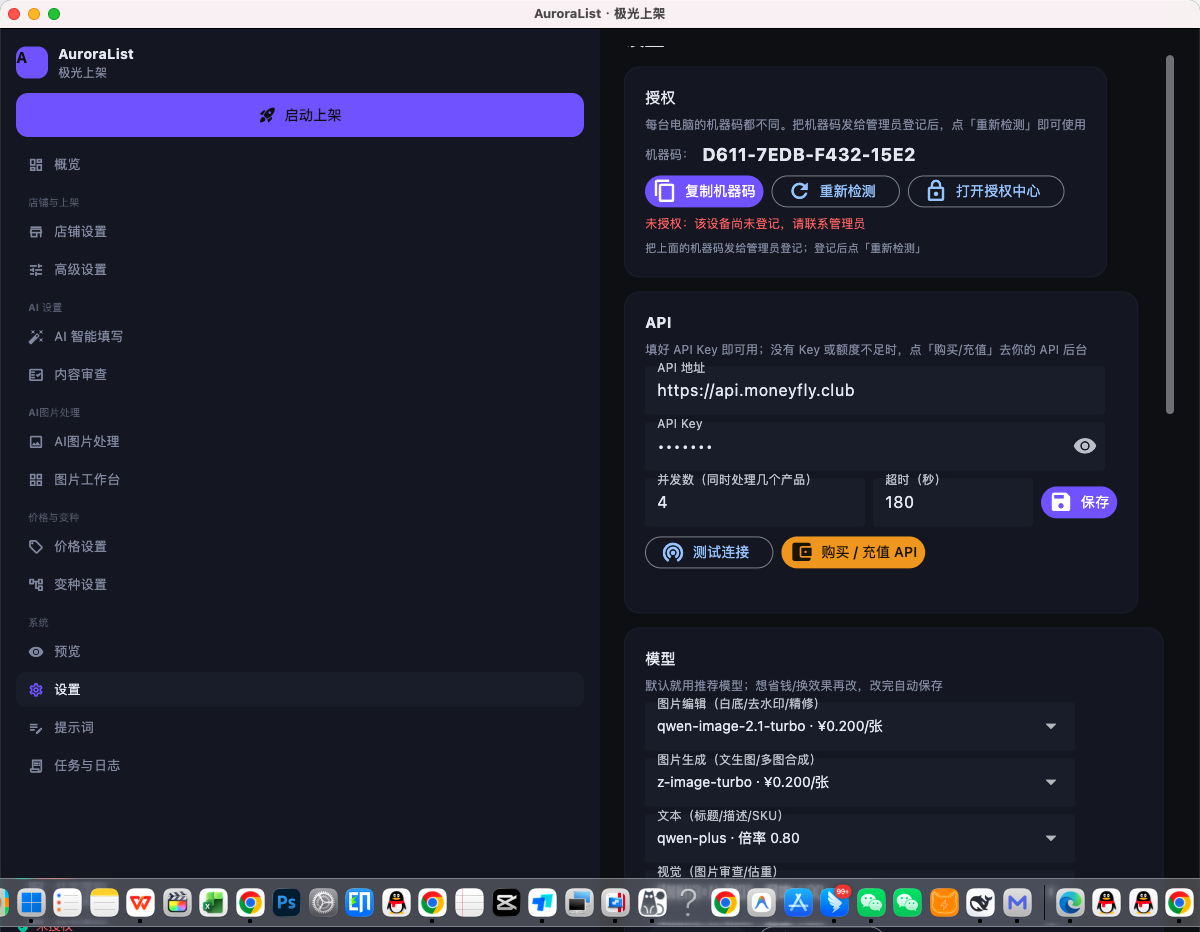 AuroraList · 极光上架
A
AuroraList
极光上架
启动上架
概览
店铺与上架
店铺设置
高级设置
AI 设置
AI 智能填写
内容审查
AI图片处理
AI图片处理
图片工作台
价格与变种
价格设置
变种设置
系统
预览
设置
提示词
任务与日志
授权
每台电脑的机器码都不同。把机器码发给管理员登记后，点「重新检测」即可使用
机器码： D611-7EDB-F432-15E2
复制机器码 重新检测 打开授权中心
未授权：该设备尚未登记，请联系管理员
把上面的机器码发给管理员登记；登记后点「重新检测」
API
填好 API Key 即可用；没有 Key 或额度不足时，点「购买/充值」去你的 API 后台
API 地址
https://api.moneyfly.club
API Key
•••••••
并发数（同时处理几个产品） 超时（秒）
4 180 保存
测试连接 购买 / 充值 API
模型
默认就用推荐模型；想省钱/换效果再改，改完自动保存
图片编辑（白底/去水印/精修）
qwen-image-2.1-turbo · ¥0.200/张
图片生成（文生图/多图合成）
z-image-turbo · ¥0.200/张
文本（标题/描述/SKU）
qwen-plus · 倍率 0.80
视觉（图片审查/估重）
Ps
99+
未授权